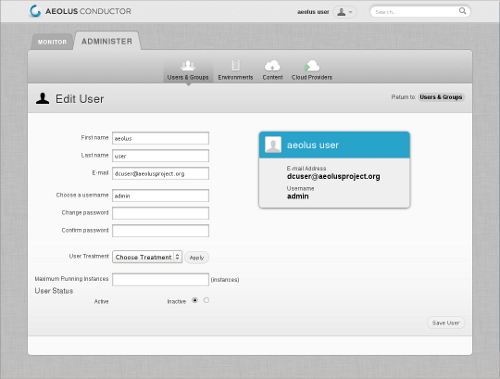 AEOLUS CONDUCTOR
aeolus user
Search...
MONITOR
ADMINISTER
Users & Groups
Environments
Content
Cloud Providers
Edit User
Return to: Users & Groups
First name
aeolus
Last name
user
E-mail
dcuser@aeolusproject.org
Choose a username
admin
Change password
Confirm password
User Treatment
Choose Treatment
Apply
Maximum Running Instances
(instances)
User Status
Active
Inactive
aeolus user
E-mail Address
dcuser@aeolusproject.org
Username
admin
Save User